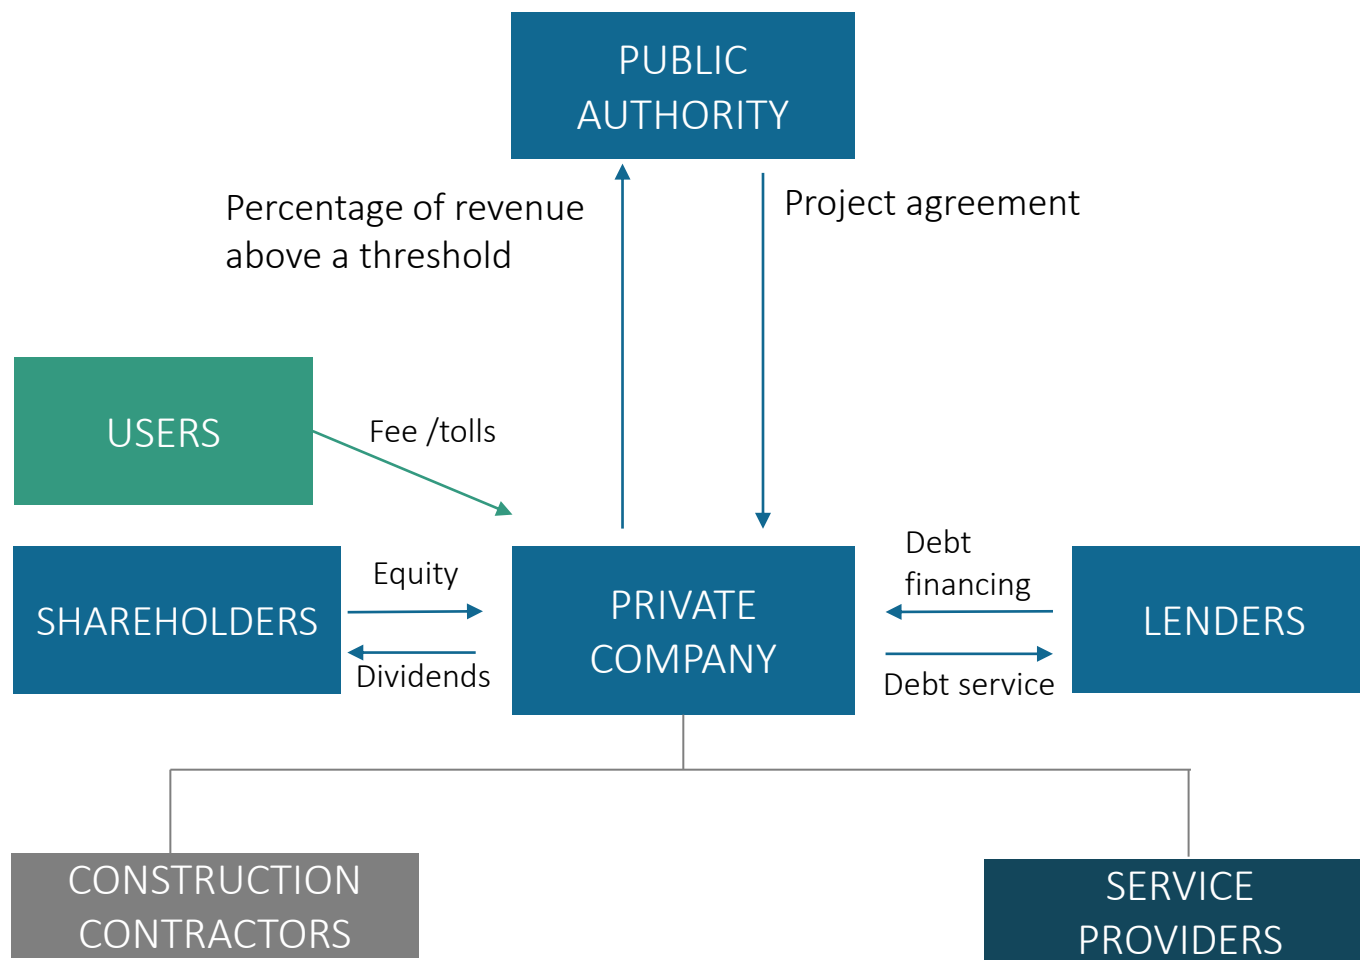 PUBLIC
AUTHORITY
Percentage of revenue
above a threshold
Project agreement
USERS
Fee /tolls
SHAREHOLDERS
Equity
Dividends
PRIVATE
COMPANY
Debt
financing
Debt service
LENDERS
CONSTRUCTION
CONTRACTORS
SERVICE
PROVIDERS